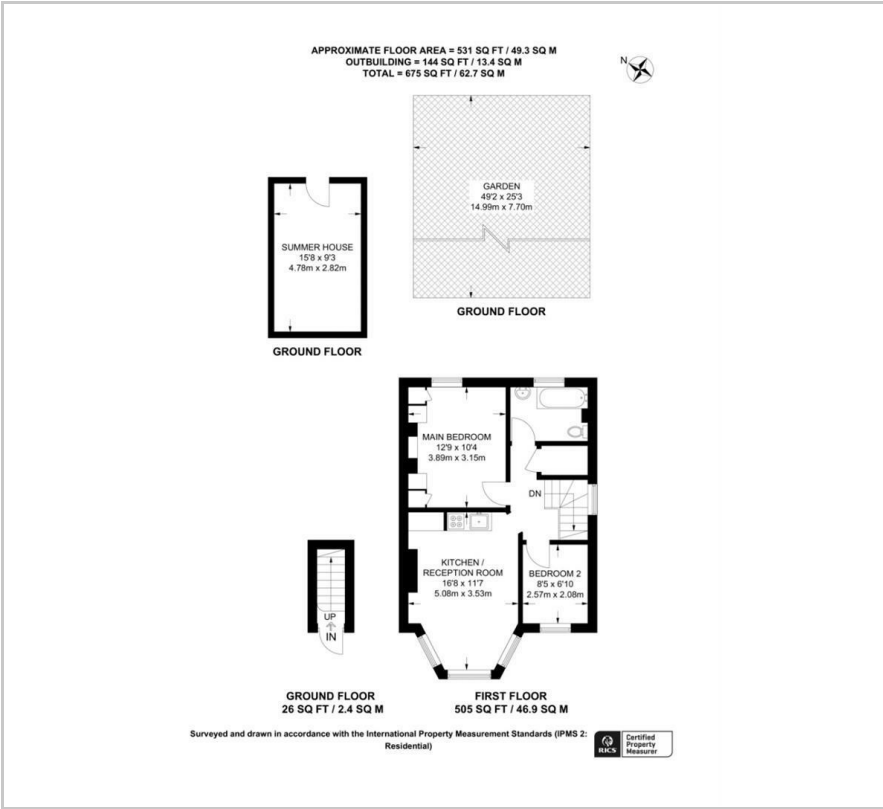 APPROXIMATE FLOOR AREA = 531 SQ FT / 49.3 SQ M
OUTBUILDING = 144 SQ FT / 13.4 SQ M
TOTAL = 675 SQ FT / 62.7 SQ M
N
GARDEN
49'2 x 25'3
14.99m x 7.70m
GROUND FLOOR
SUMMER HOUSE
15'8 x 9'3
4.78m x 2.82m
GROUND FLOOR
MAIN BEDROOM
12'9 x 10'4
3.89m x 3.15m
DN
KITCHEN /
RECEPTION ROOM
16'8 x 11'7
5.08m x 3.53m
BEDROOM 2
8'5 x 6'10
2.57m x 2.08m
UP
IN
GROUND FLOOR
26 SQ FT / 2.4 SQ M
FIRST FLOOR
505 SQ FT / 46.9 SQ M
Surveyed and drawn in accordance with the International Property Measurement Standards (IPMS 2:
Residential)
RICS
Certified
Property
Measurer